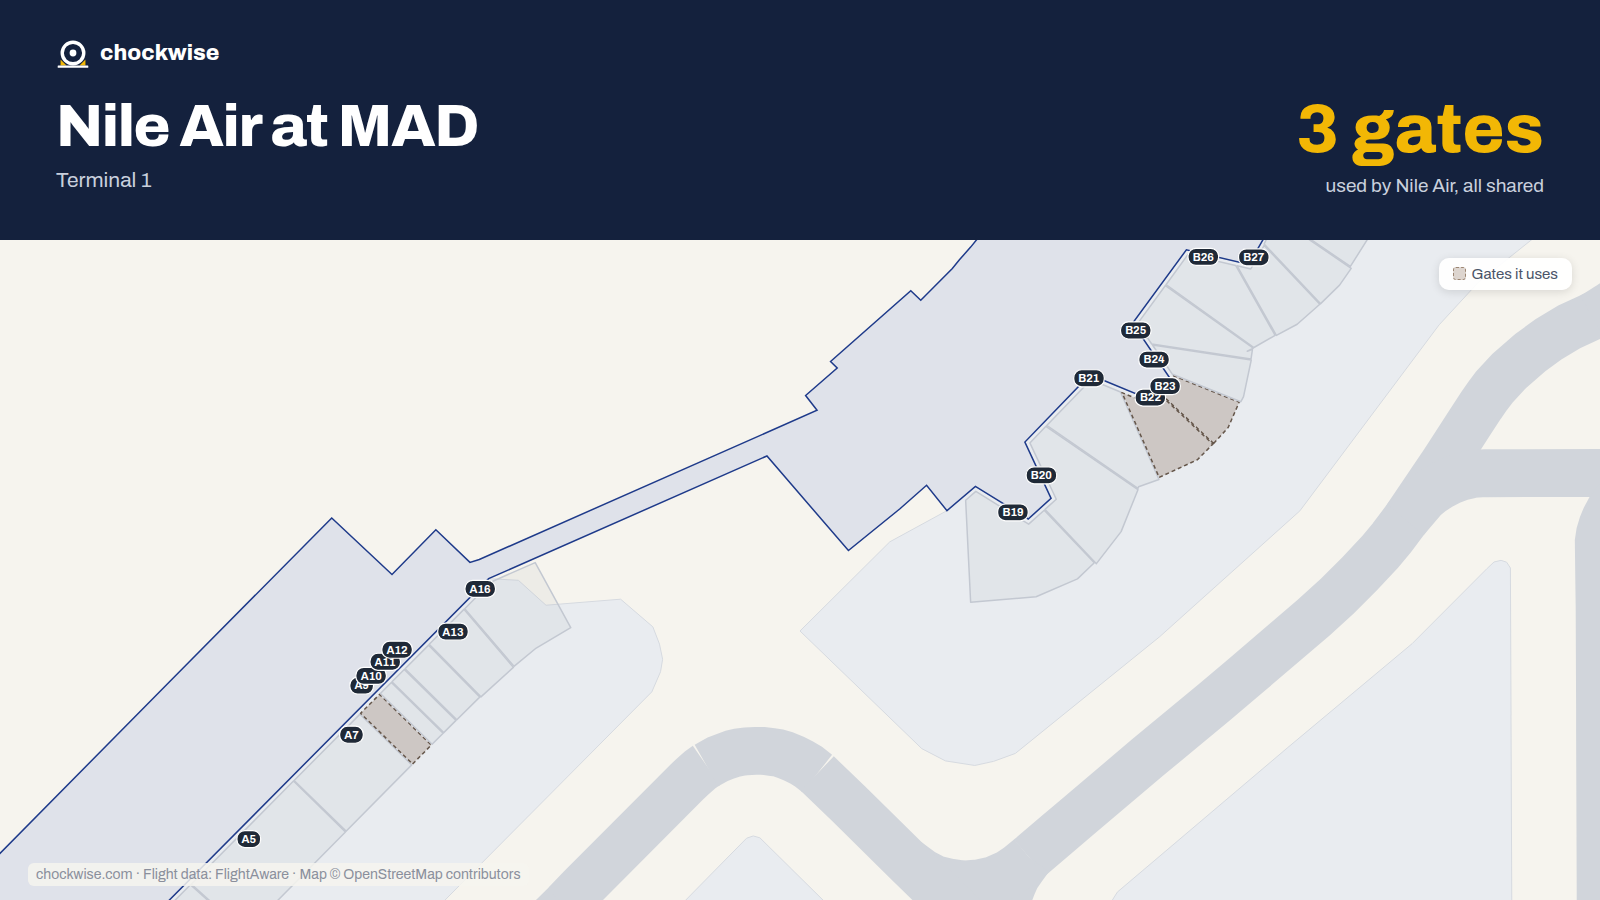 chockwise
Nile Air at MAD
Terminal 1
3 gates
used by Nile Air, all shared
Gates it uses
B26
B27
B25
B24
B23
B22
B21
B20
B19
A16
A13
A12
A11
A10
A9
A7
A5
chockwise.com · Flight data: FlightAware · Map © OpenStreetMap contributors